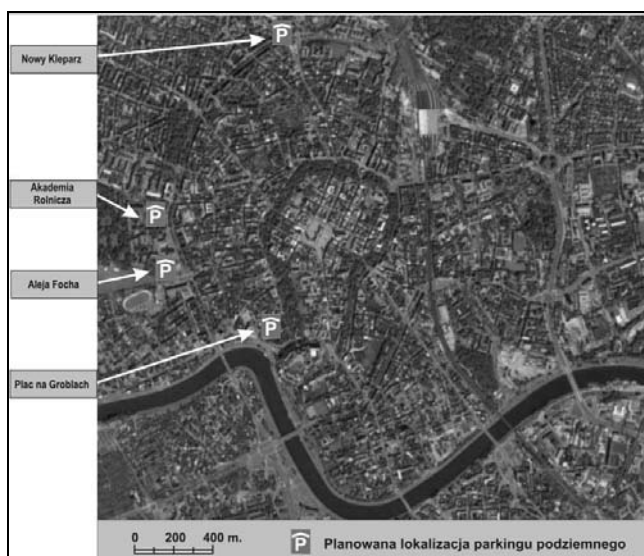 Nowy Kleparz
Akademia
Rolnicza
Aleja Focha
Plac na Groblach
P
P
P
P
0 200 400 m.
P Planowana lokalizacja parkingu podziemnego